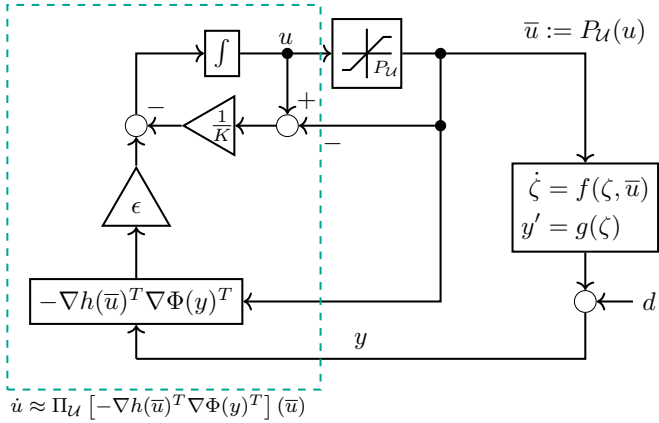 u
∫
P_𝒰
u̅ := P_𝒰(u)
−
1/K
+
−
ϵ
ζ̇ = f(ζ, u̅)
y′ = g(ζ)
−∇h(u̅)^T ∇Φ(y)^T
d
y
u̇ ≈ Π_𝒰 [−∇h(u̅)^T ∇Φ(y)^T] (u̅)